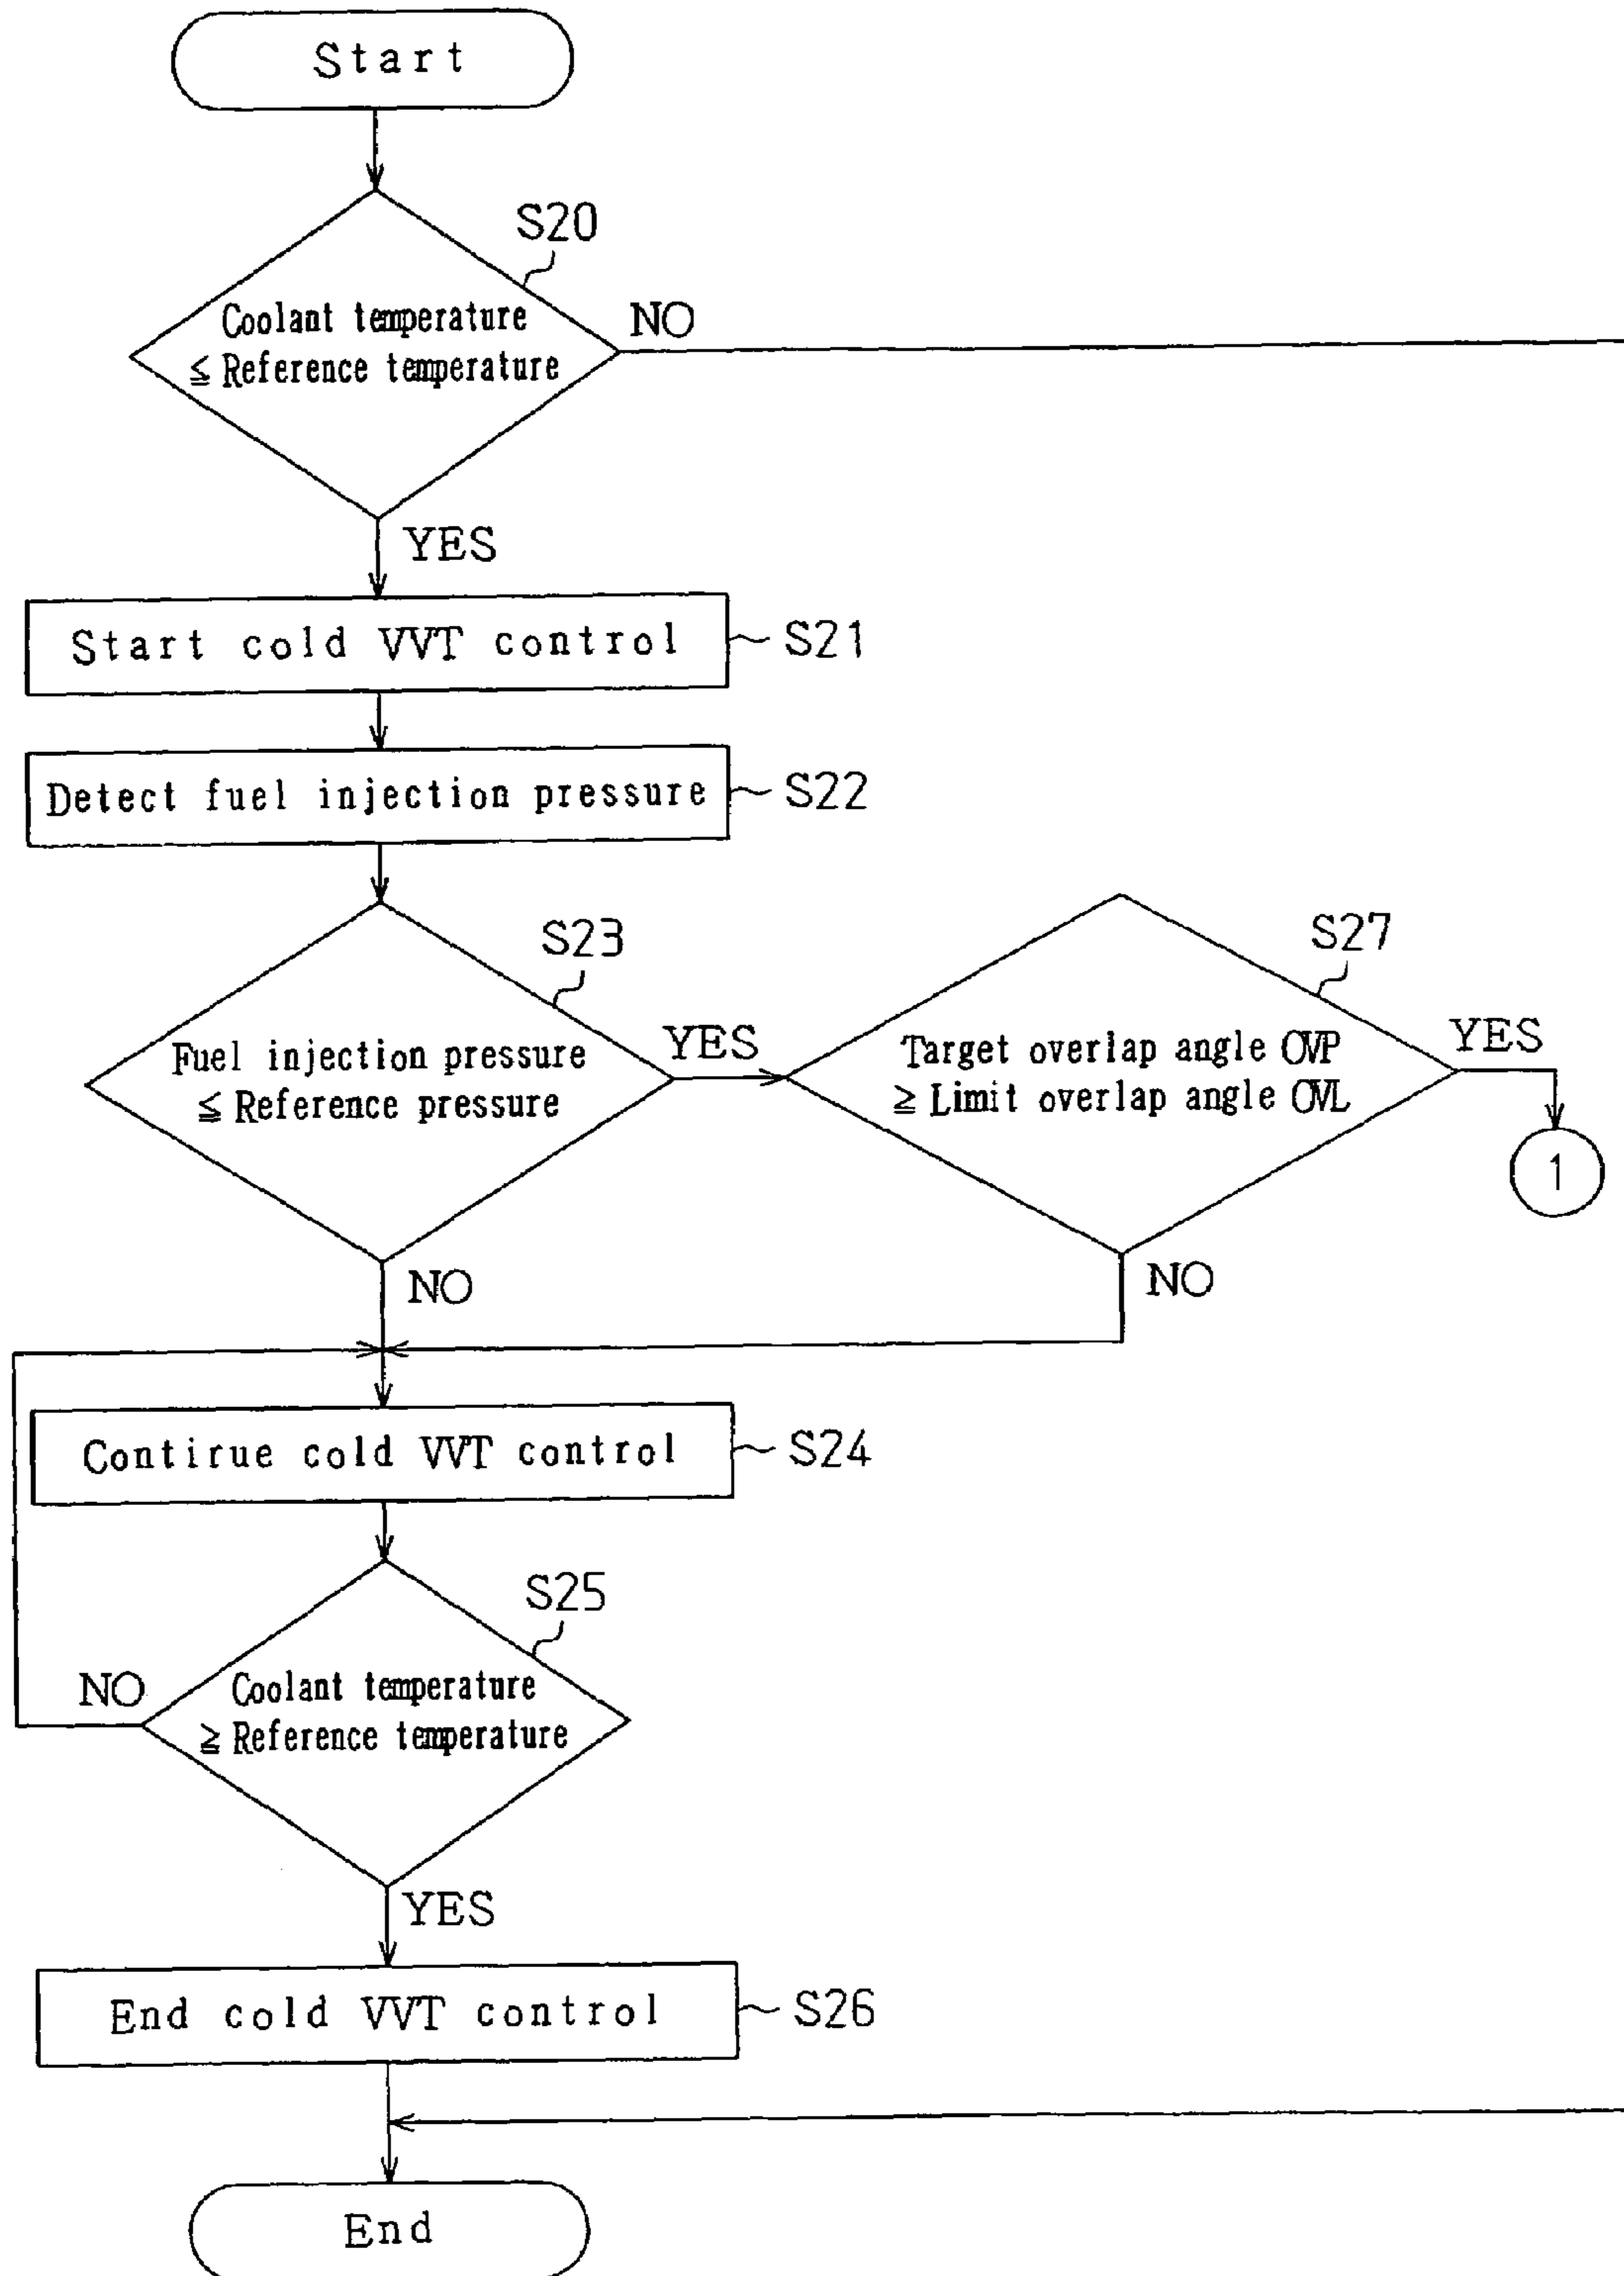 Start
S20
Coolant temperature
≦ Reference temperature
NO
YES
Start cold VVT control
S21
Detect fuel injection pressure
S22
S23
Fuel injection pressure
≦ Reference pressure
YES
NO
S27
Target overlap angle OVP
≧ Limit overlap angle OVL
YES
1
NO
Contirue cold VVT control
S24
S25
Coolant temperature
≧ Reference temperature
NO
YES
End cold VVT control
S26
End